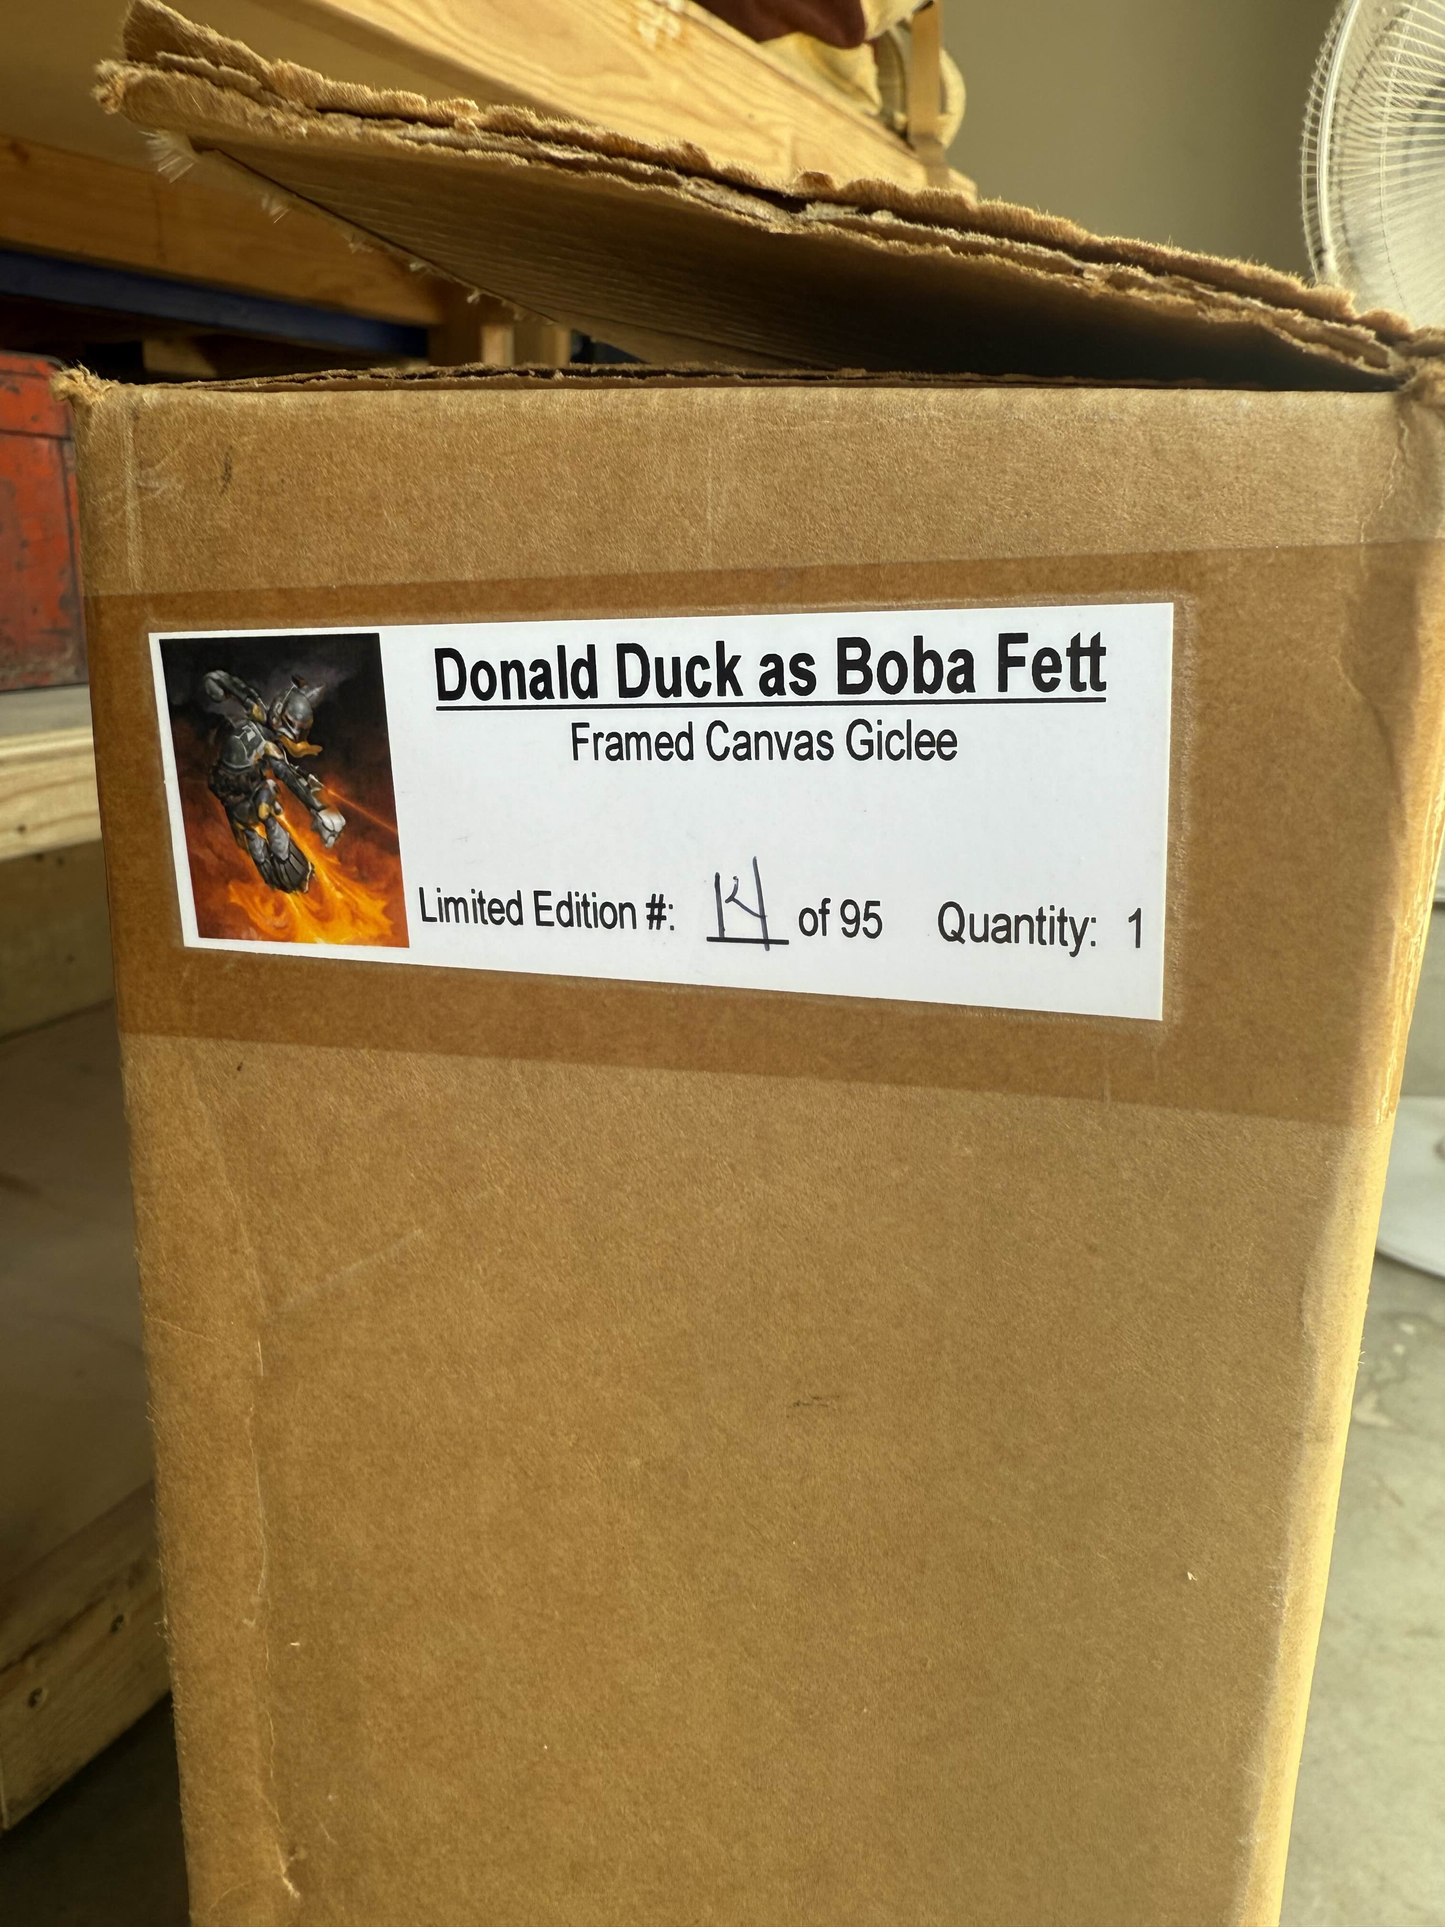 Donald Duck as Boba Fett
Framed Canvas Giclee
Limited Edition #: 14 of 95 Quantity: 1